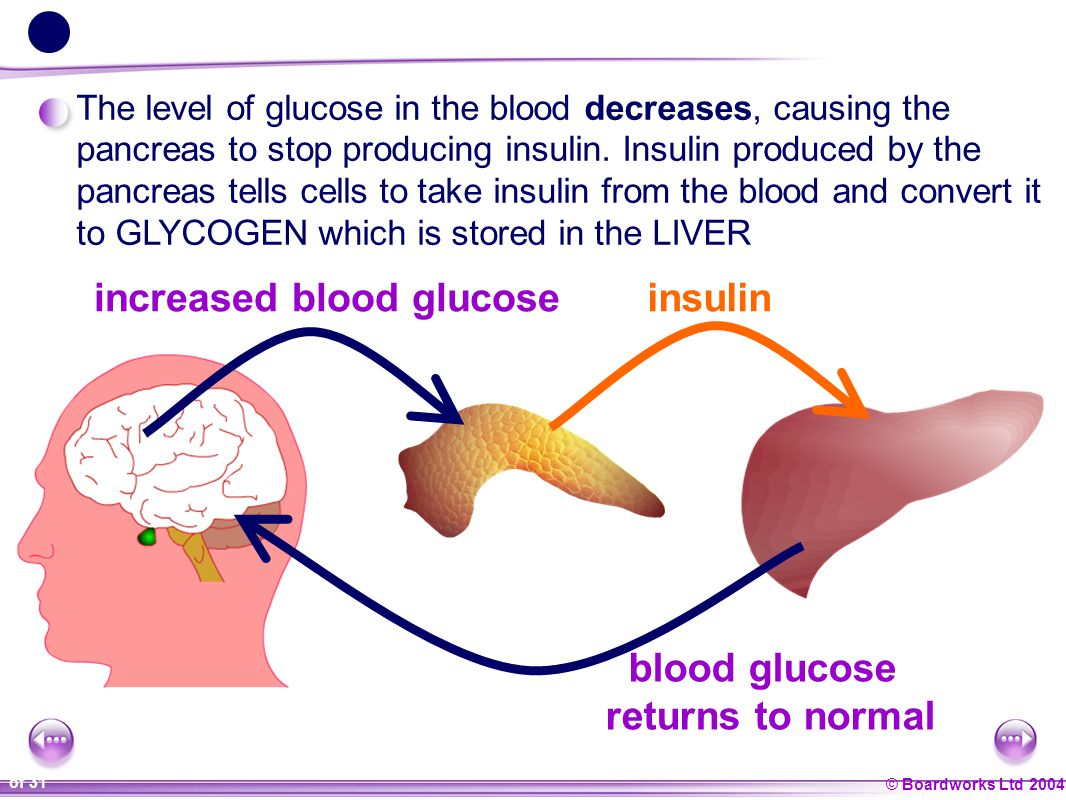 The level of glucose in the blood decreases, causing the
pancreas to stop producing insulin. Insulin produced by the
pancreas tells cells to take insulin from the blood and convert it
to GLYCOGEN which is stored in the LIVER
increased blood glucose
insulin
blood glucose
returns to normal
of 31
© Boardworks Ltd 2004